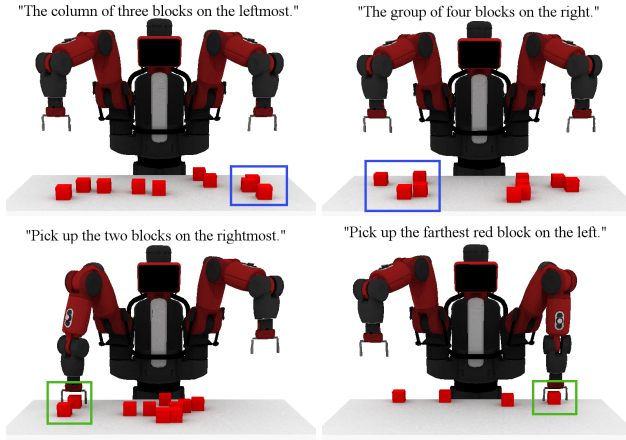 "The column of three blocks on the leftmost."
"The group of four blocks on the right."
"Pick up the two blocks on the rightmost."
"Pick up the farthest red block on the left."